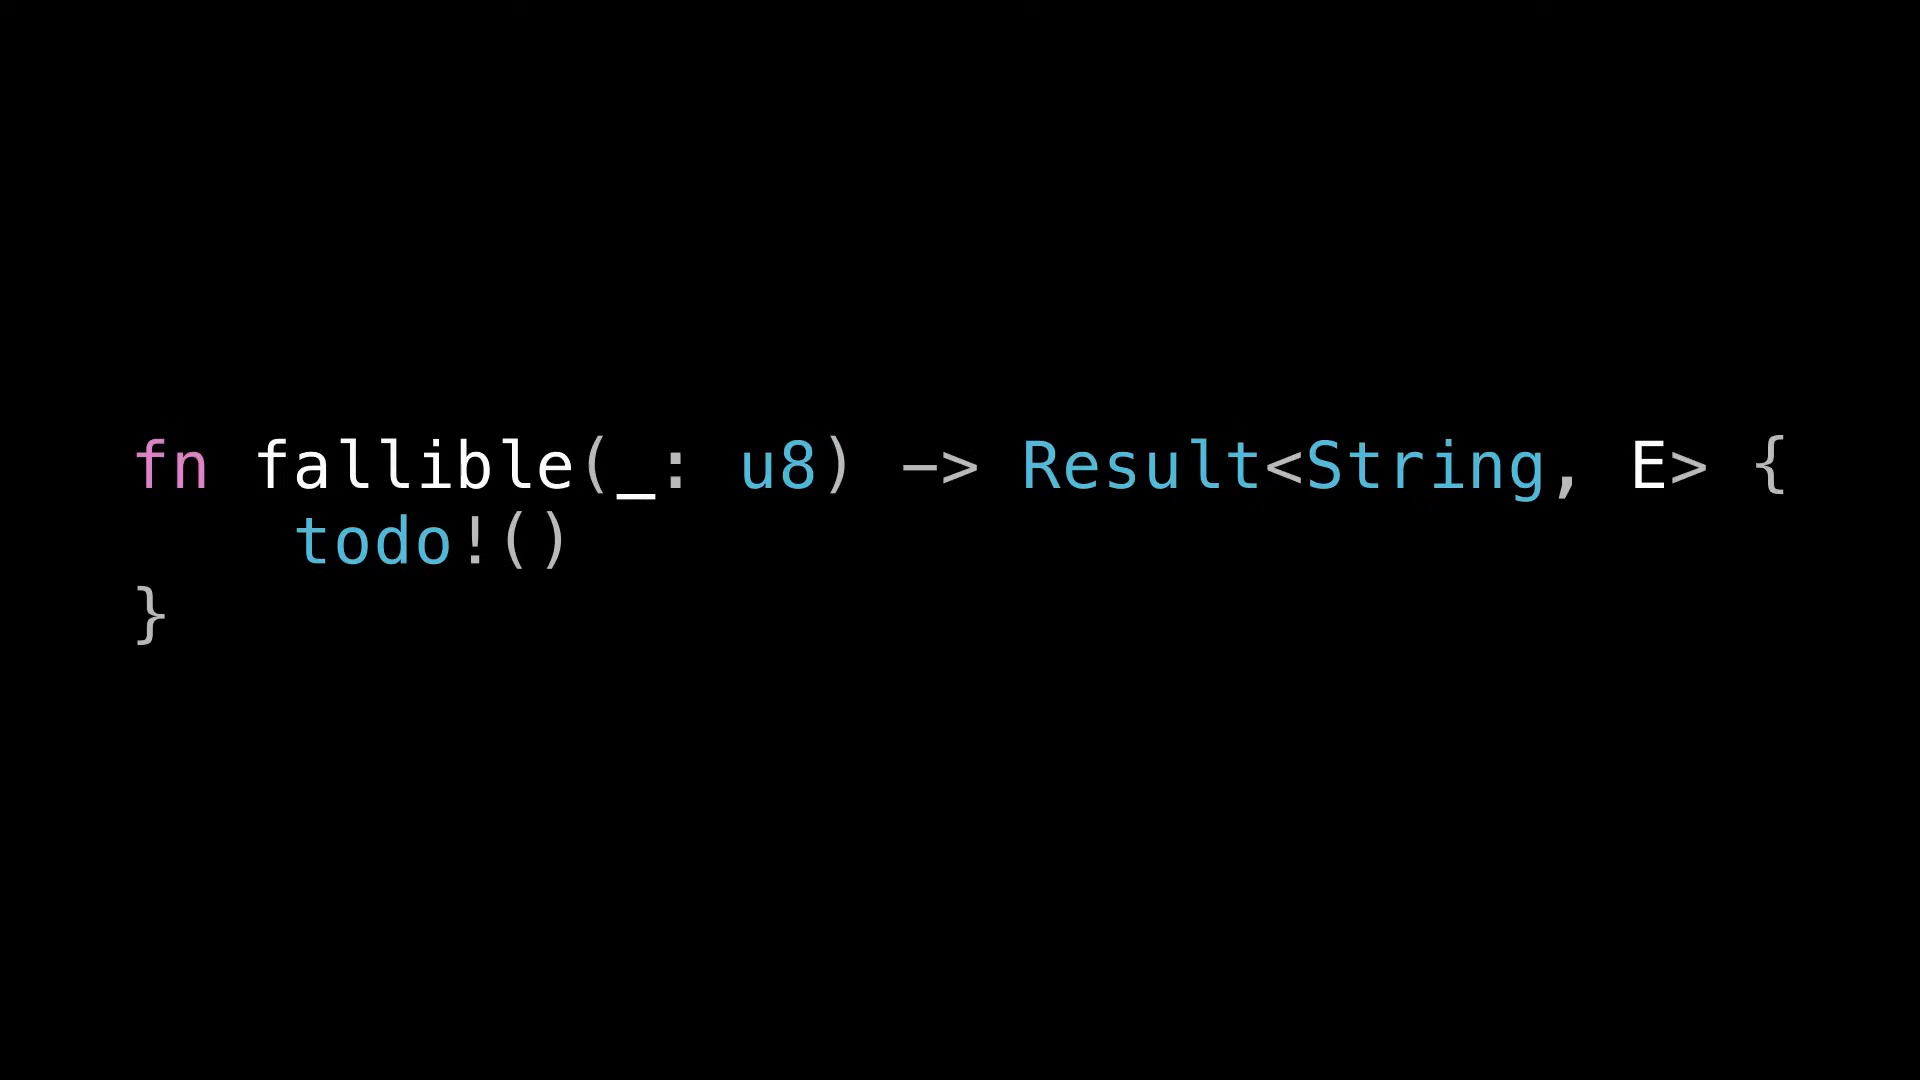 fn fallible(_: u8) -> Result<String, E> {
    todo!()
}